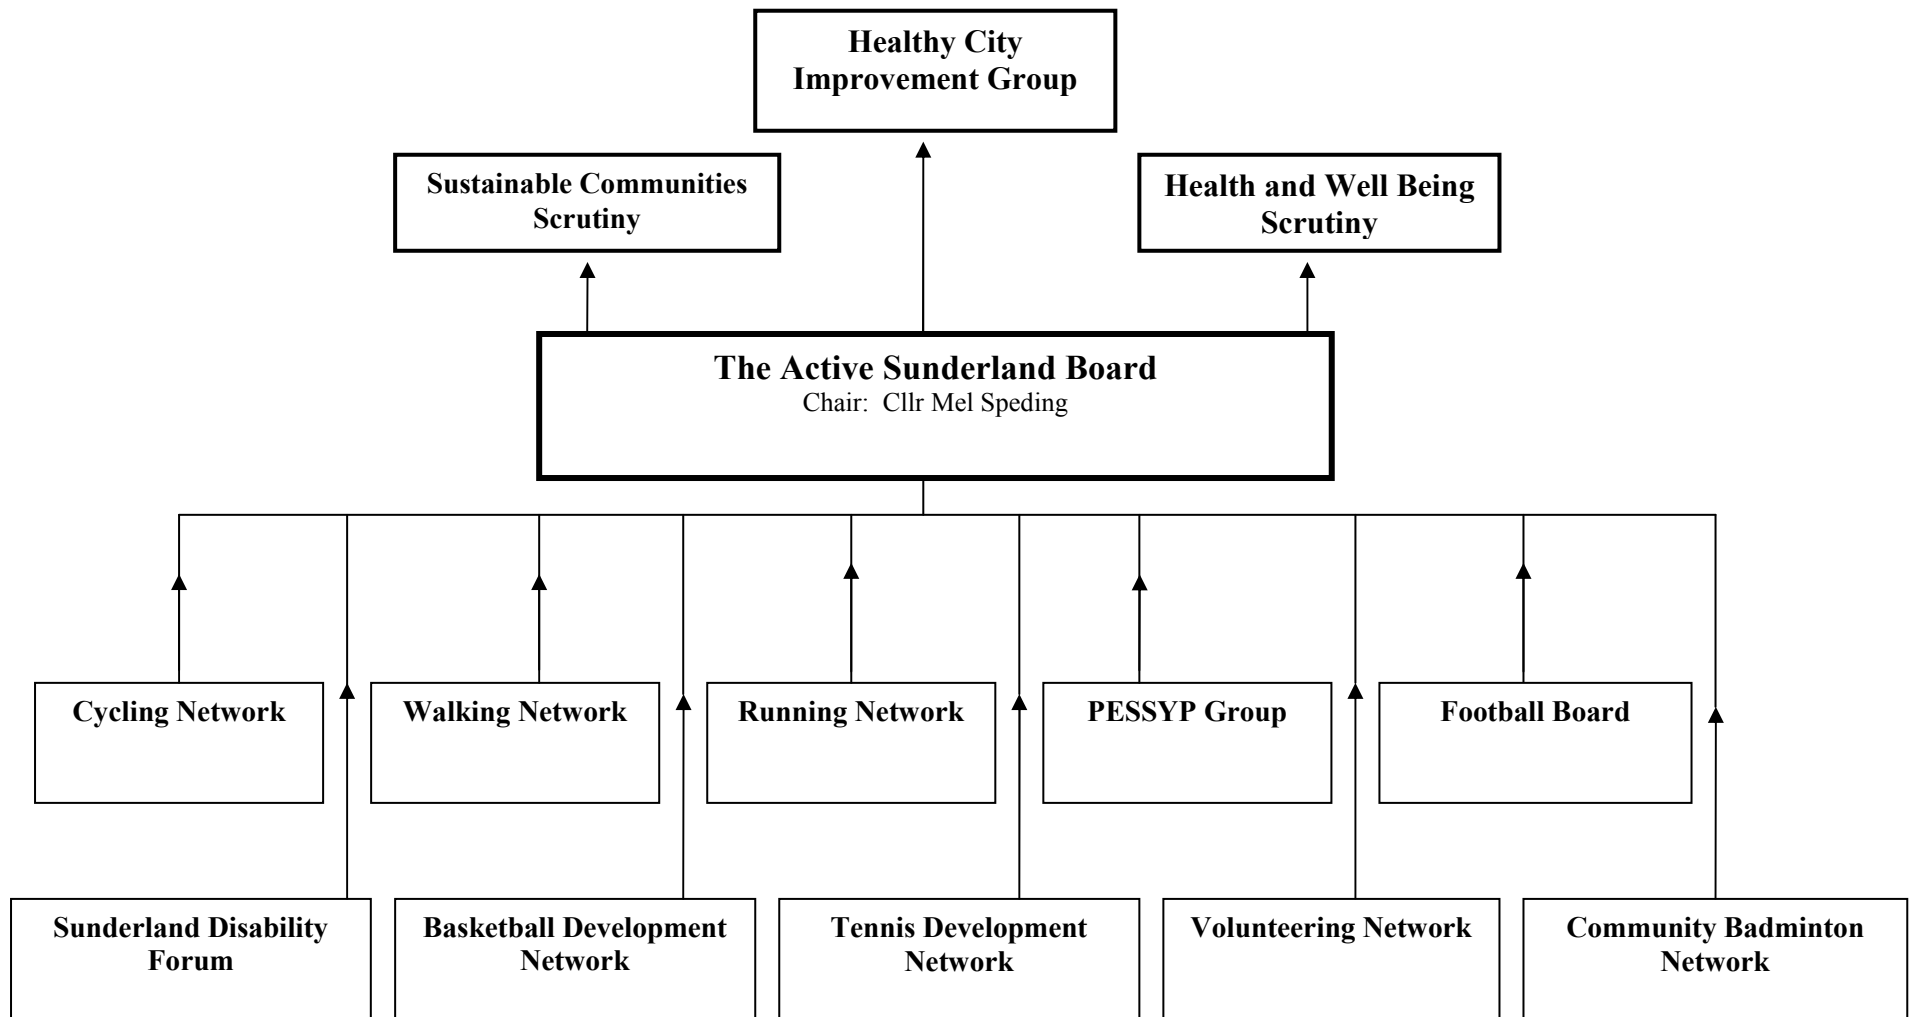 Healthy City
Improvement Group
Sustainable Communities
Scrutiny
Health and Well Being
Scrutiny
The Active Sunderland Board
Chair:  Cllr Mel Speding
Cycling Network
Walking Network
Running Network
PESSYP Group
Football Board
Sunderland Disability
Forum
Basketball Development
Network
Tennis Development
Network
Volunteering Network
Community Badminton
Network